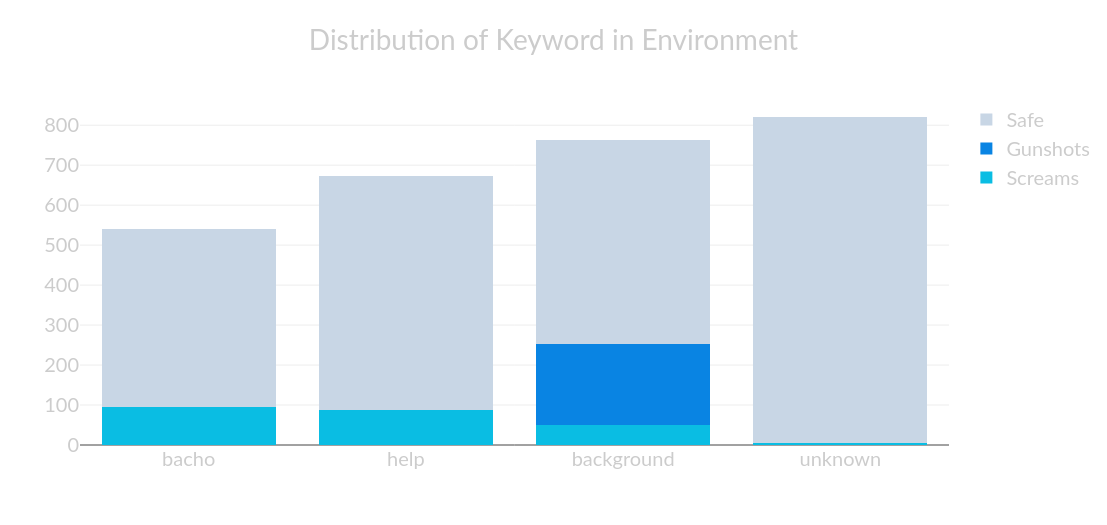 Distribution of Keyword in Environment
800
700
600
500
400
300
200
100
0
bacho
help
background
unknown
Safe
Gunshots
Screams